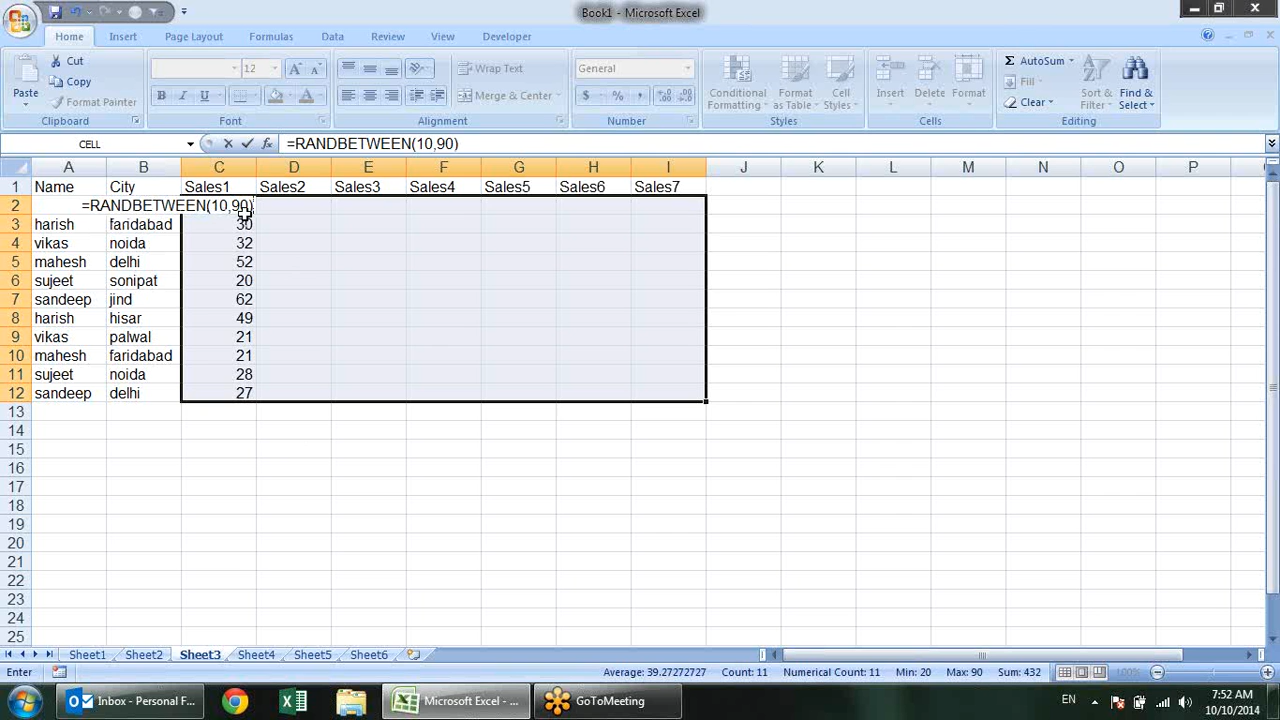 Book1 - Microsoft Excel
Home Insert Page Layout Formulas Data Review View Developer
Paste Cut Copy Format Painter Clipboard
12 B I U A A A Font
Wrap Text Merge & Center Alignment
General $ % , Number
Conditional Formatting Format as Table Cell Styles Styles
Insert Delete Format Cells
AutoSum Fill Clear Sort & Filter Find & Select Editing
CELL fx =RANDBETWEEN(10,90)
A B C D E F G H I J K L M N O P
1 Name City Sales1 Sales2 Sales3 Sales4 Sales5 Sales6 Sales7
2 =RANDBETWEEN(10,90)
3 harish faridabad 30
4 vikas noida 32
5 mahesh delhi 52
6 sujeet sonipat 20
7 sandeep jind 62
8 harish hisar 49
9 vikas palwal 21
10 mahesh faridabad 21
11 sujeet noida 28
12 sandeep delhi 27
13
14
15
16
17
18
19
20
21
22
23
24
25
Sheet1 Sheet2 Sheet3 Sheet4 Sheet5 Sheet6
Enter Average: 39.27272727 Count: 11 Numerical Count: 11 Min: 20 Max: 90 Sum: 432 100%
Inbox - Personal F... Microsoft Excel - ... GoToMeeting EN 7:52 AM
10/10/2014